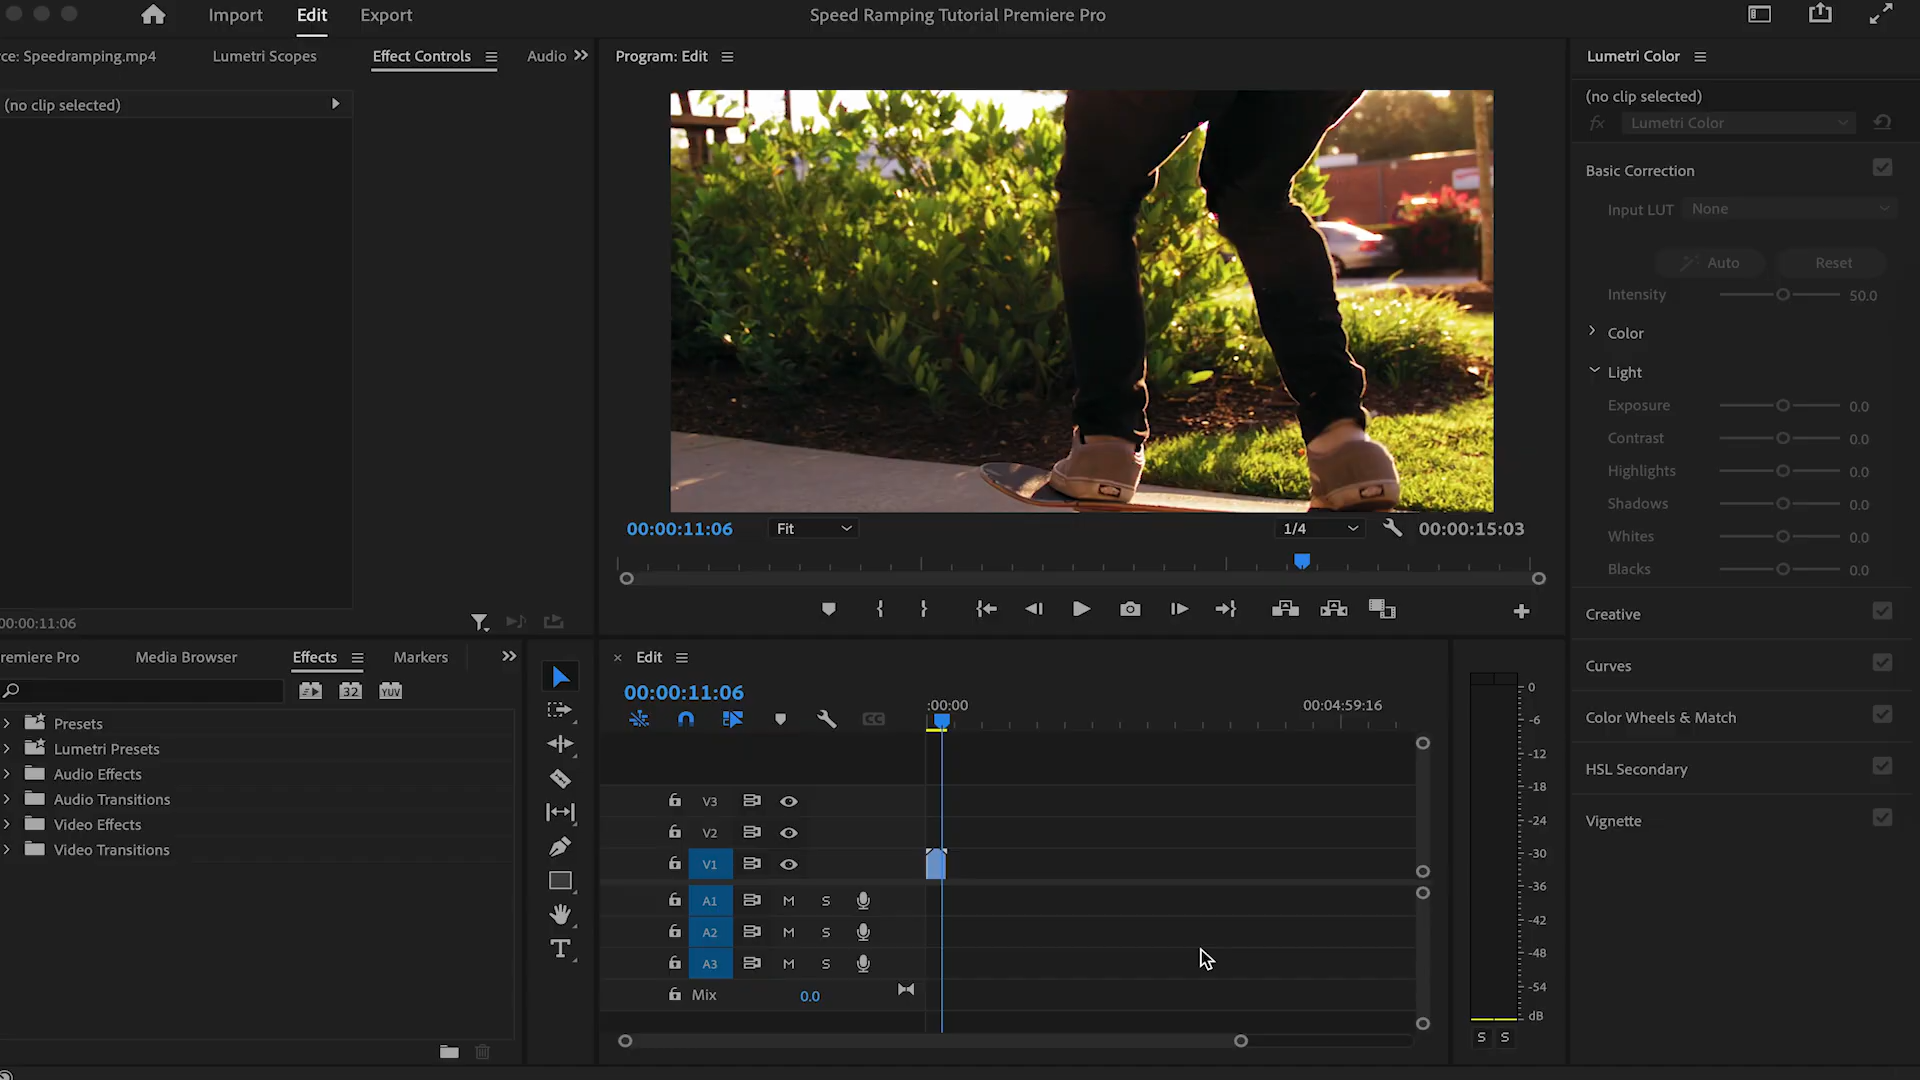 Import Edit Export Speed Ramping Tutorial Premiere Pro
rce: Speedramping.mp4 Lumetri Scopes Effect Controls Audio
(no clip selected)
00:00:11:06
Program: Edit
00:00:11:06 Fit 1/4 00:00:15:03
Lumetri Color
(no clip selected)
fx Lumetri Color
Basic Correction
Input LUT None
Auto Reset
Intensity 50.0
Color
Light
Exposure 0.0
Contrast 0.0
Highlights 0.0
Shadows 0.0
Whites 0.0
Blacks 0.0
Creative
Curves
Color Wheels & Match
HSL Secondary
Vignette
remiere Pro Media Browser Effects Markers
32 YUV
Presets
Lumetri Presets
Audio Effects
Audio Transitions
Video Effects
Video Transitions
T
Edit
00:00:11:06
:00:00 00:04:59:16
CC
V3
V2
V1
A1 M S
A2 M S
A3 M S
Mix 0.0
0
-6
-12
-18
-24
-30
-36
-42
-48
-54
dB
S S